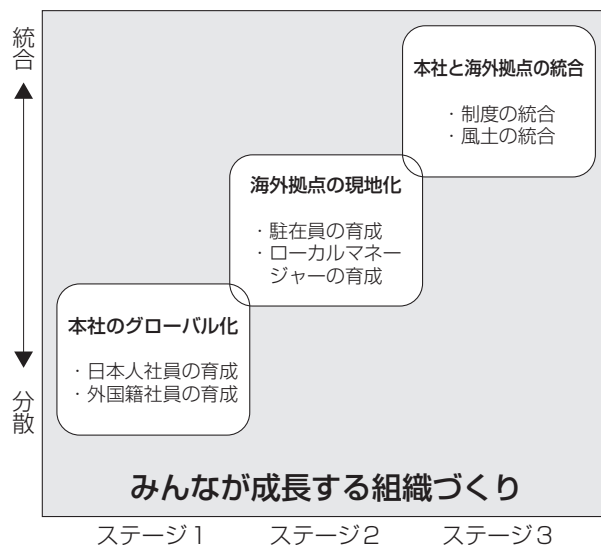 統合
分散
本社と海外拠点の統合
・制度の統合
・風土の統合
海外拠点の現地化
・駐在員の育成
・ローカルマネー
ジャーの育成
本社のグローバル化
・日本人社員の育成
・外国籍社員の育成
みんなが成長する組織づくり
ステージ1
ステージ2
ステージ3